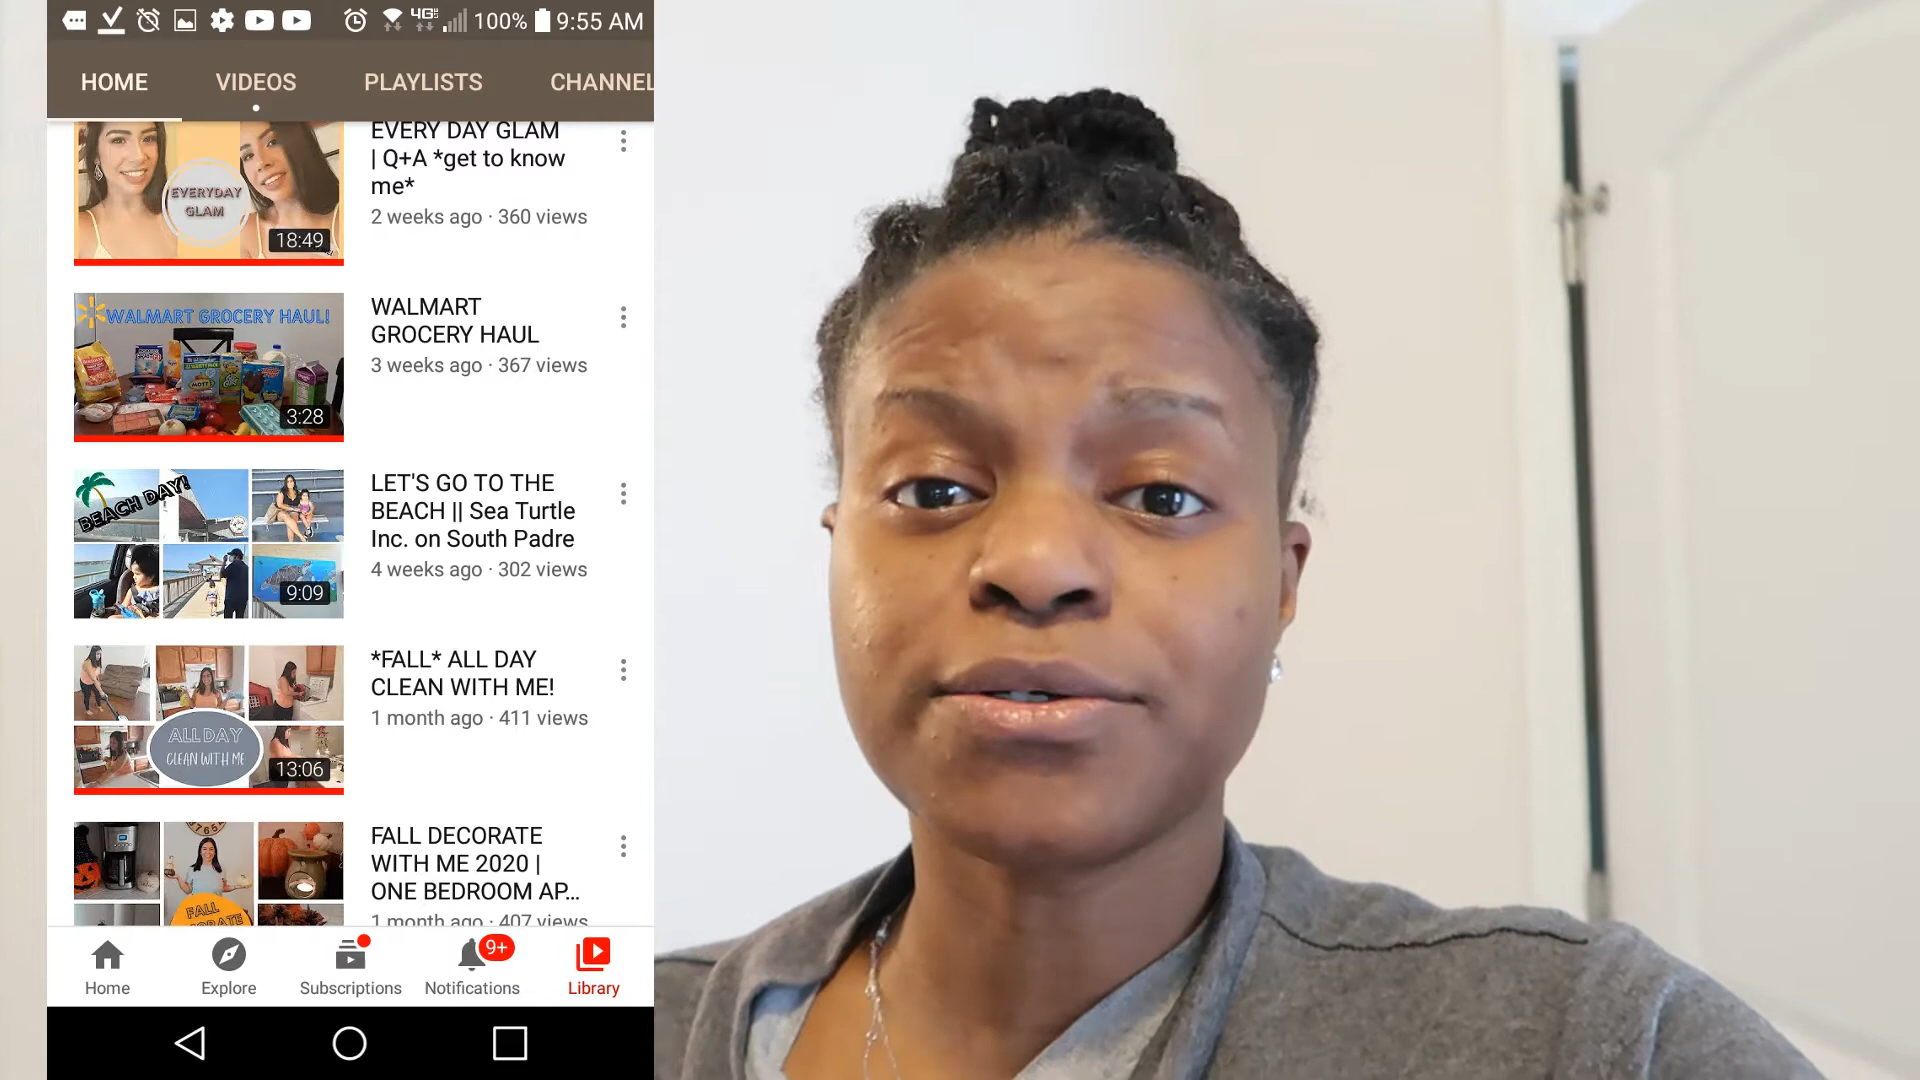 4G 100% 9:55 AM
HOME VIDEOS PLAYLISTS CHANNEL
EVERY DAY GLAM
| Q+A *get to know
me*
2 weeks ago · 360 views
EVERYDAY
GLAM
18:49
WALMART GROCERY HAUL!
MOTT'S
3:28
WALMART
GROCERY HAUL
3 weeks ago · 367 views
BEACH DAY!
9:09
LET'S GO TO THE
BEACH || Sea Turtle
Inc. on South Padre
4 weeks ago · 302 views
ALL DAY
CLEAN WITH ME
13:06
*FALL* ALL DAY
CLEAN WITH ME!
1 month ago · 411 views
FALL
FALL DECORATE
WITH ME 2020 |
ONE BEDROOM AP...
1 month ago · 407 views
Home Explore Subscriptions 9+ Notifications Library